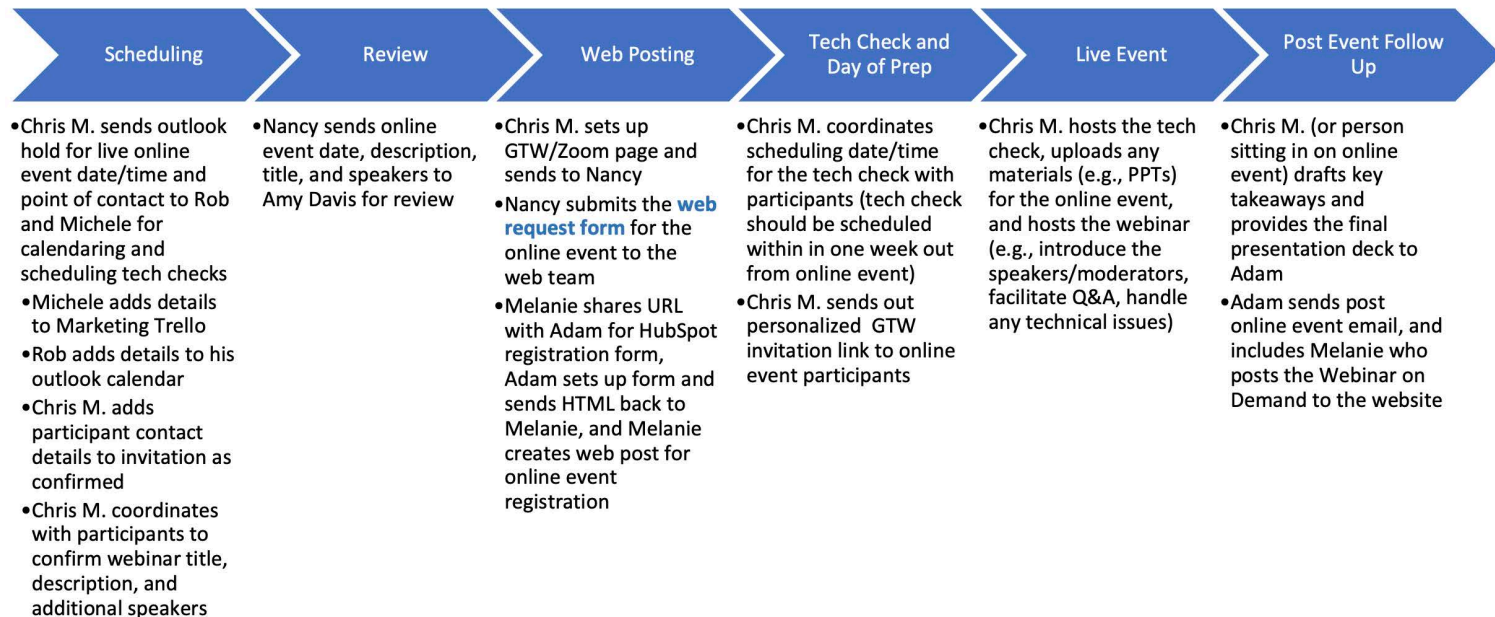 Scheduling
•Chris M. sends outlook
hold for live online
event date/time and
point of contact to Rob
and Michele for
calendaring and
scheduling tech checks
•Michele adds details
to Marketing Trello
•Rob adds details to his
outlook calendar
•Chris M. adds
participant contact
details to invitation as
confirmed
•Chris M. coordinates
with participants to
confirm webinar title,
description, and
additional speakers
Review
•Nancy sends online
event date, description,
title, and speakers to
Amy Davis for review
Web Posting
•Chris M. sets up
GTW/Zoom page and
sends to Nancy
•Nancy submits the web
request form for the
online event to the
web team
•Melanie shares URL
with Adam for HubSpot
registration form,
Adam sets up form and
sends HTML back to
Melanie, and Melanie
creates web post for
online event
registration
Tech Check and
Day of Prep
•Chris M. coordinates
scheduling date/time
for the tech check with
participants (tech check
should be scheduled
within in one week out
from online event)
•Chris M. sends out
personalized GTW
invitation link to online
event participants
Live Event
•Chris M. hosts the tech
check, uploads any
materials (e.g., PPTs)
for the online event,
and hosts the webinar
(e.g., introduce the
speakers/moderators,
facilitate Q&A, handle
any technical issues)
Post Event Follow
Up
•Chris M. (or person
sitting in on online
event) drafts key
takeaways and
provides the final
presentation deck to
Adam
•Adam sends post
online event email, and
includes Melanie who
posts the Webinar on
Demand to the website